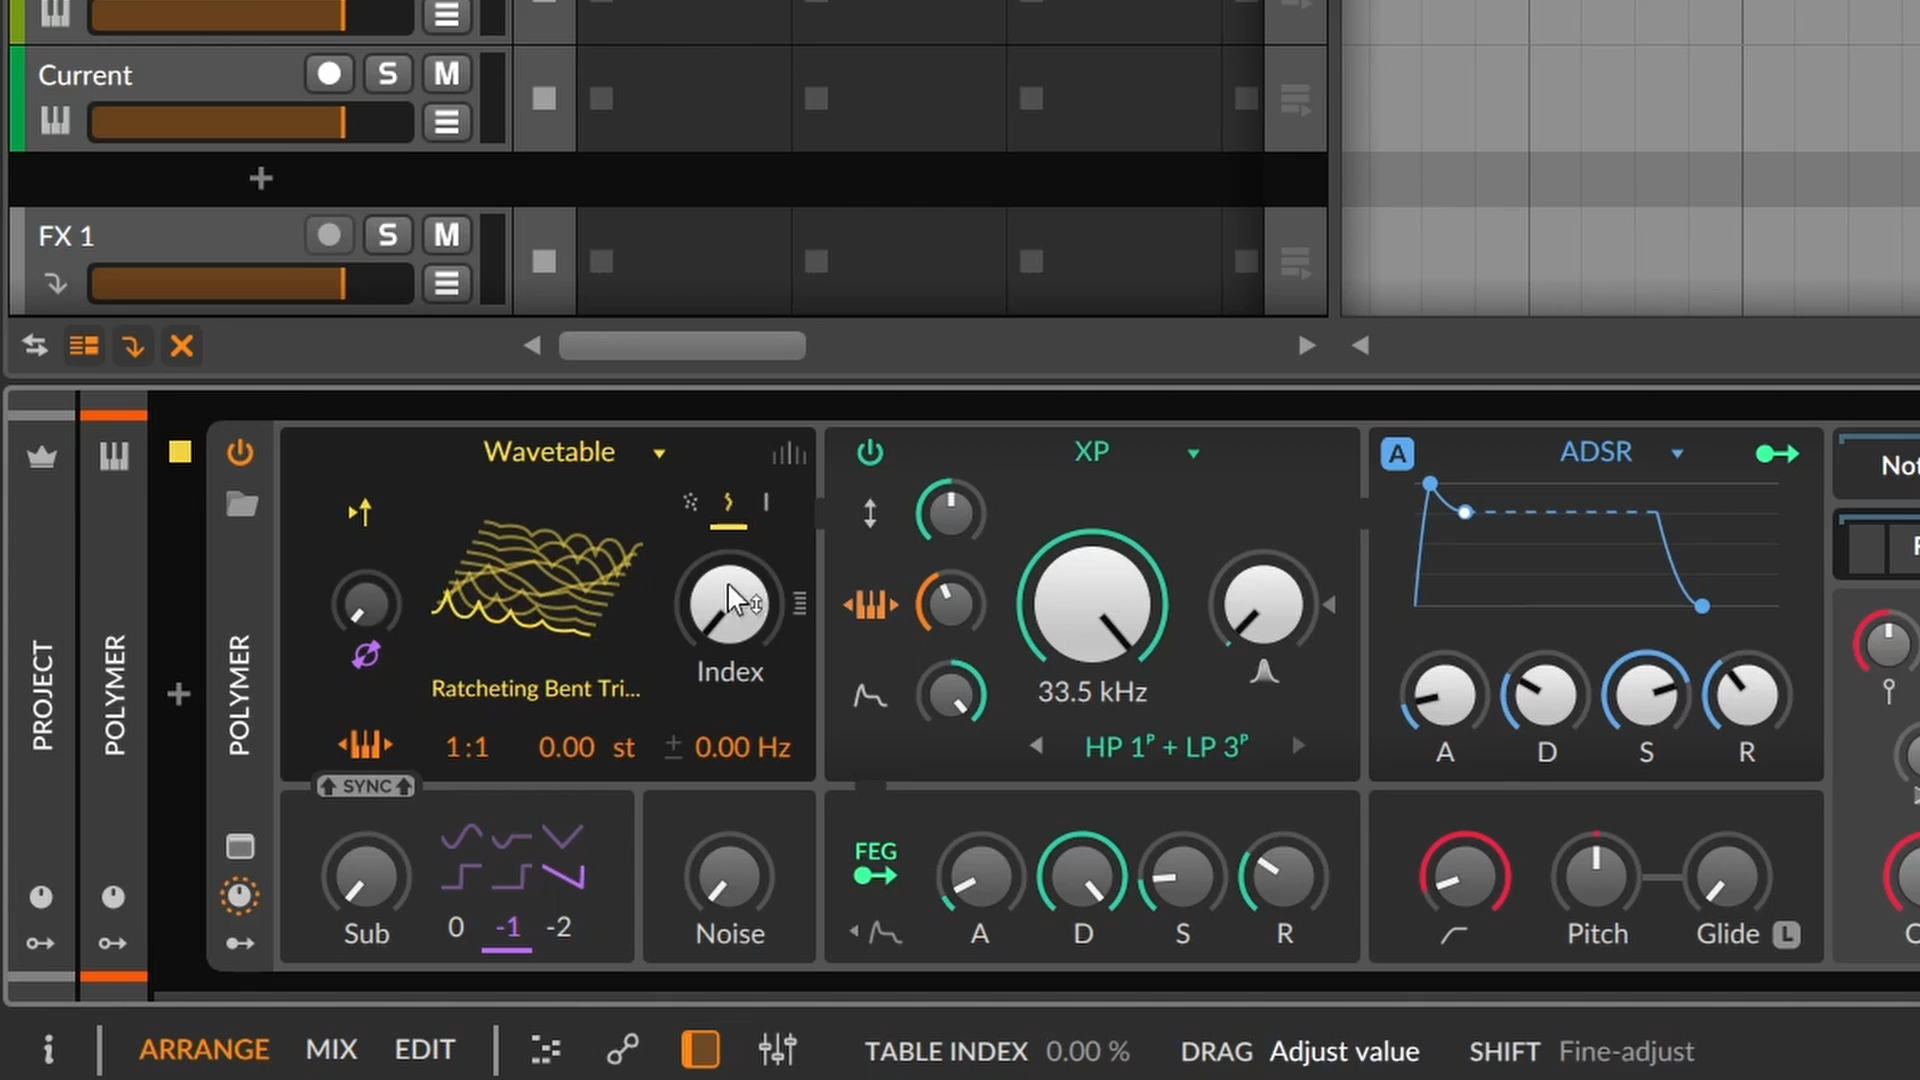 Current
S
M
FX 1
S
M
PROJECT
POLYMER
POLYMER
Wavetable
Index
Ratcheting Bent Tri...
1:1
0.00 st
± 0.00 Hz
SYNC
Sub
0
-1
-2
Noise
XP
33.5 kHz
HP 1ᴾ + LP 3ᴾ
FEG
A
D
S
R
A
ADSR
A
D
S
R
Pitch
Glide
L
i
ARRANGE
MIX
EDIT
TABLE INDEX 0.00 %
DRAG Adjust value
SHIFT Fine-adjust